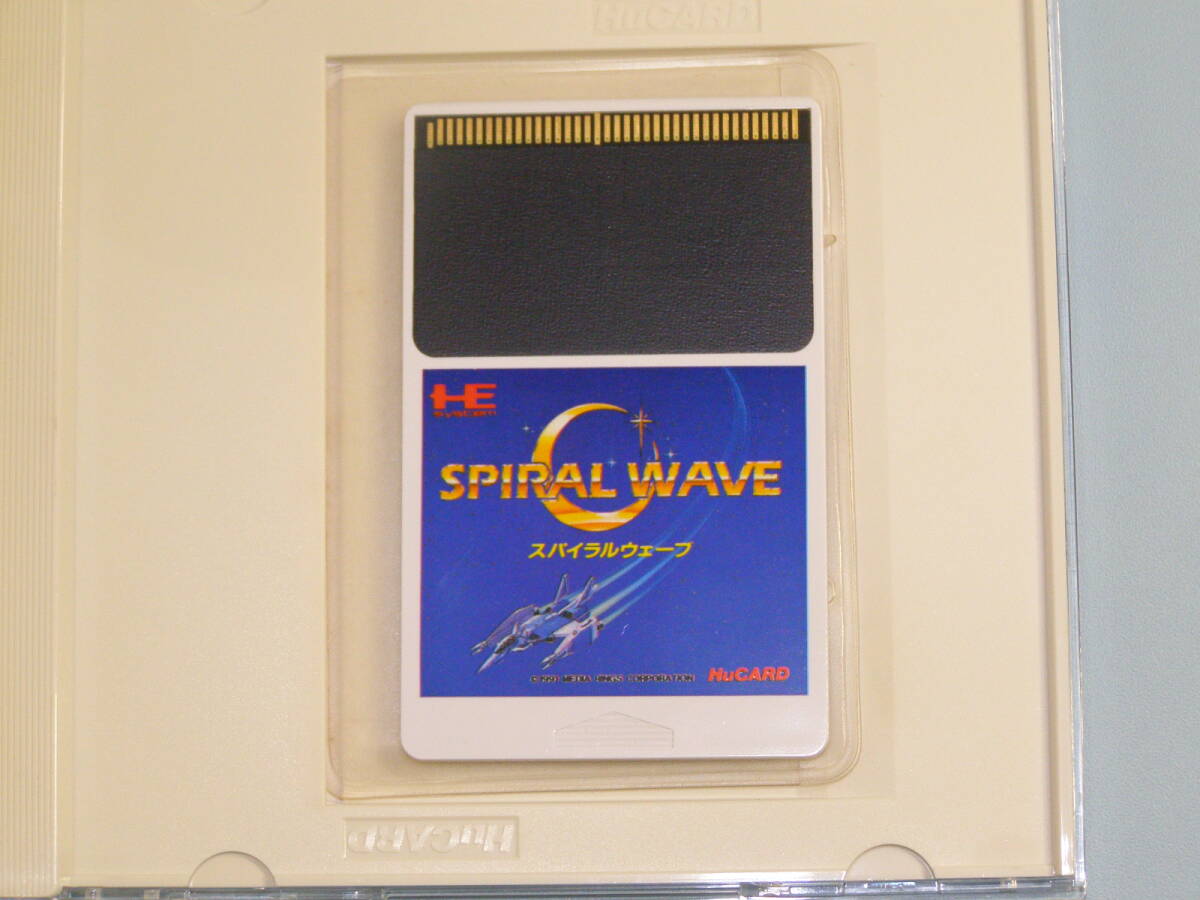 HuCARD
HE
system
SPIRAL WAVE
スパイラルウェーブ
©1991 MEDIA RINGS CORPORATION
HuCARD
HuCARD